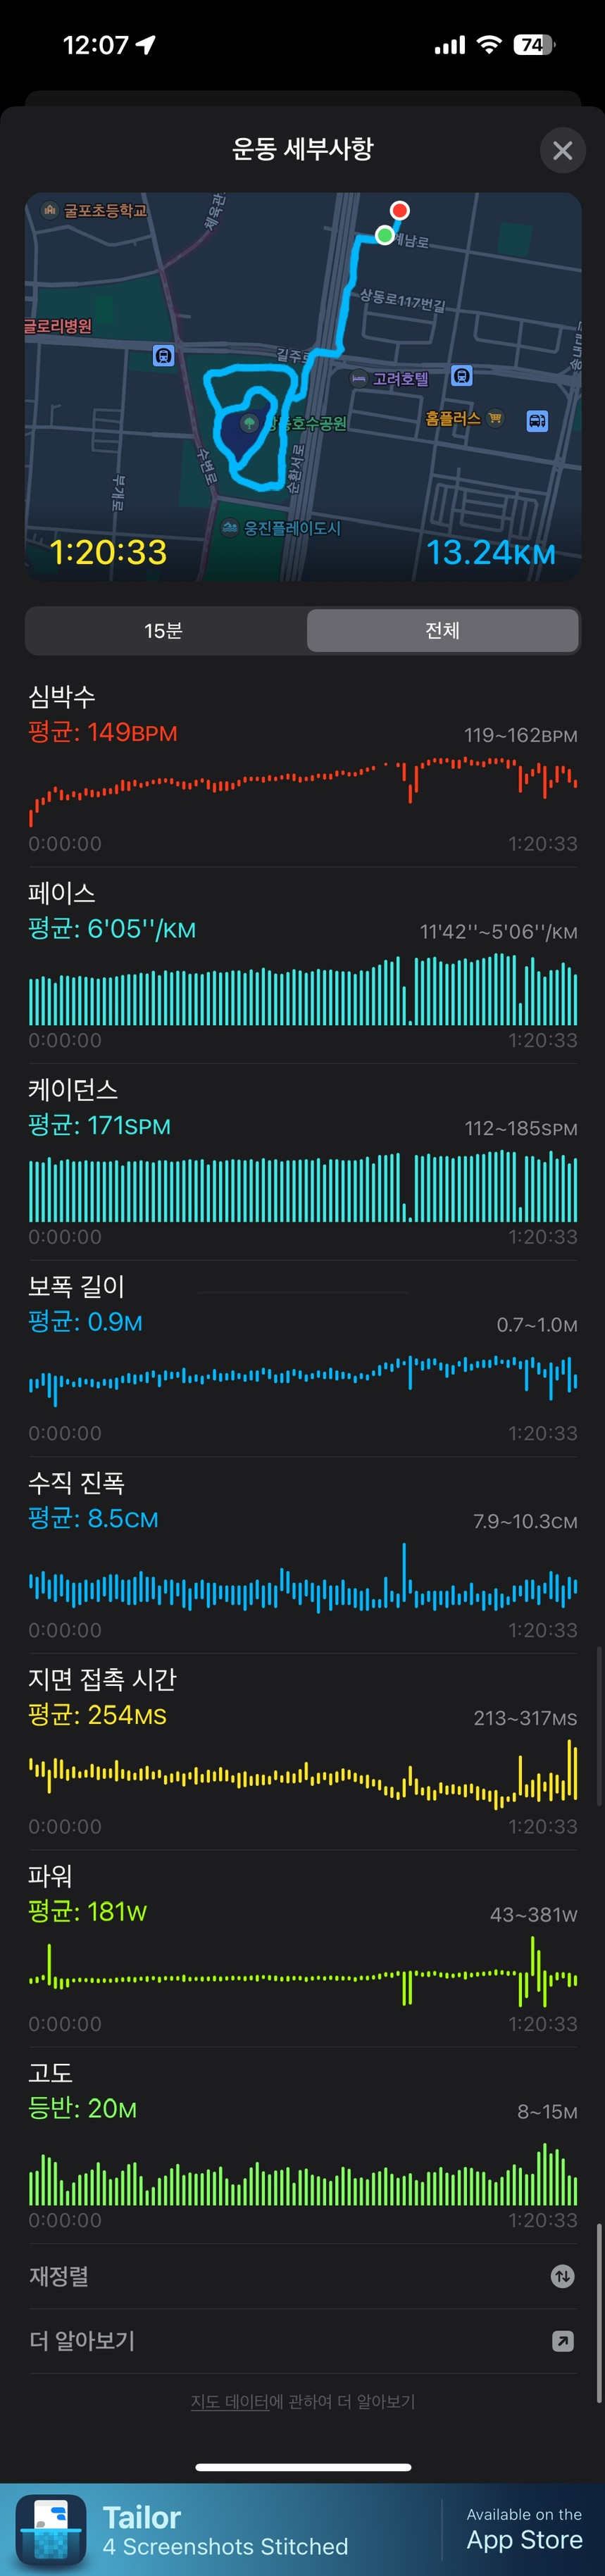 12:07
74
운동 세부사항
굴포초등학교
체육관
계남로
상동로117번길
글로리병원
길주로
고려호텔
홈플러스
상동호수공원
수변로
순환서로
부개로
송내대로
웅진플레이도시
1:20:33
13.24KM
15분
전체
심박수
평균: 149BPM
119~162BPM
0:00:00
1:20:33
페이스
평균: 6'05''/KM
11'42''~5'06''/KM
0:00:00
1:20:33
케이던스
평균: 171SPM
112~185SPM
0:00:00
1:20:33
보폭 길이
평균: 0.9M
0.7~1.0M
0:00:00
1:20:33
수직 진폭
평균: 8.5CM
7.9~10.3CM
0:00:00
1:20:33
지면 접촉 시간
평균: 254MS
213~317MS
0:00:00
1:20:33
파워
평균: 181W
43~381W
0:00:00
1:20:33
고도
등반: 20M
8~15M
0:00:00
1:20:33
재정렬
더 알아보기
지도 데이터에 관하여 더 알아보기
Tailor
4 Screenshots Stitched
Available on the
App Store